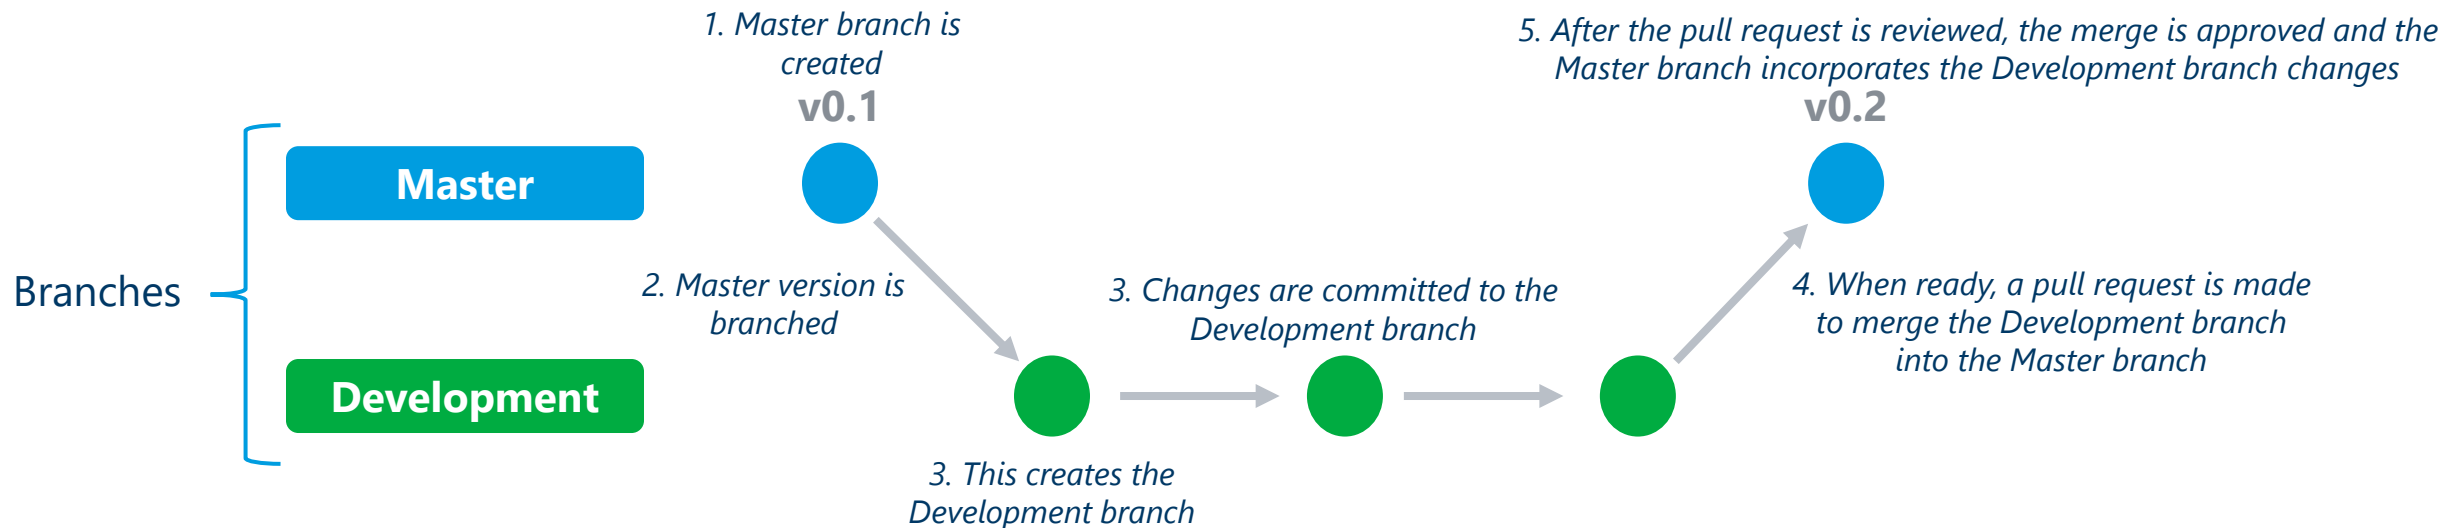 1. Master branch is
created
v0.1
5. After the pull request is reviewed, the merge is approved and the
Master branch incorporates the Development branch changes
v0.2
Master
Branches
2. Master version is
branched
3. Changes are committed to the
Development branch
4. When ready, a pull request is made
to merge the Development branch
into the Master branch
Development
3. This creates the
Development branch